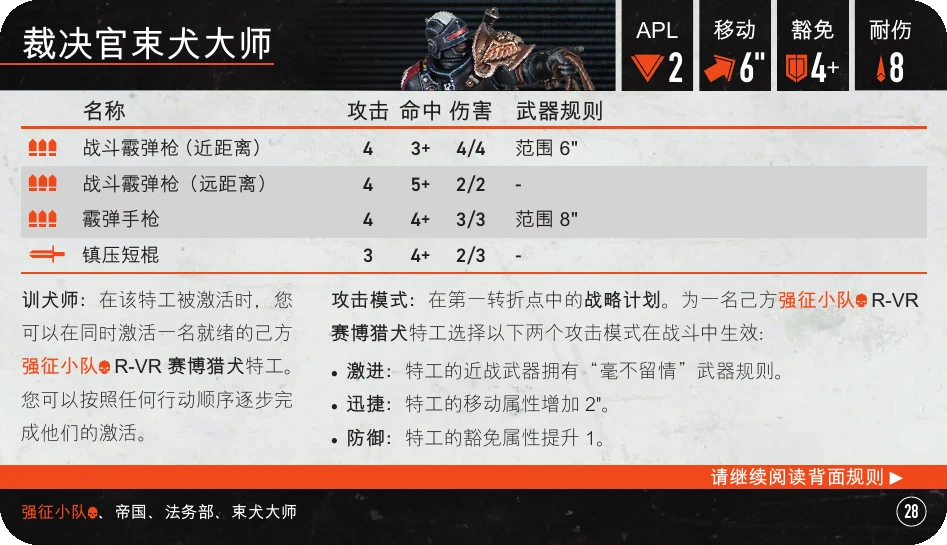 裁决官束犬大师
APL 移动 豁免 耐伤
2 6" 4+ 8
名称 攻击 命中 伤害 武器规则
战斗霰弹枪（近距离） 4 3+ 4/4 范围 6"
战斗霰弹枪（远距离） 4 5+ 2/2 -
霰弹手枪 4 4+ 3/3 范围 8"
镇压短棍 3 4+ 2/3 -
训犬师：在该特工被激活时，您
可以在同时激活一名就绪的己方
强征小队 R-VR 赛博猎犬特工。
您可以按照任何行动顺序逐步完
成他们的激活。
攻击模式：在第一转折点中的战略计划。为一名己方强征小队 R-VR
赛博猎犬特工选择以下两个攻击模式在战斗中生效:
• 激进：特工的近战武器拥有“毫不留情”武器规则。
• 迅捷：特工的移动属性增加 2"。
• 防御：特工的豁免属性提升 1。
请继续阅读背面规则 ▶
强征小队、帝国、法务部、束犬大师
28